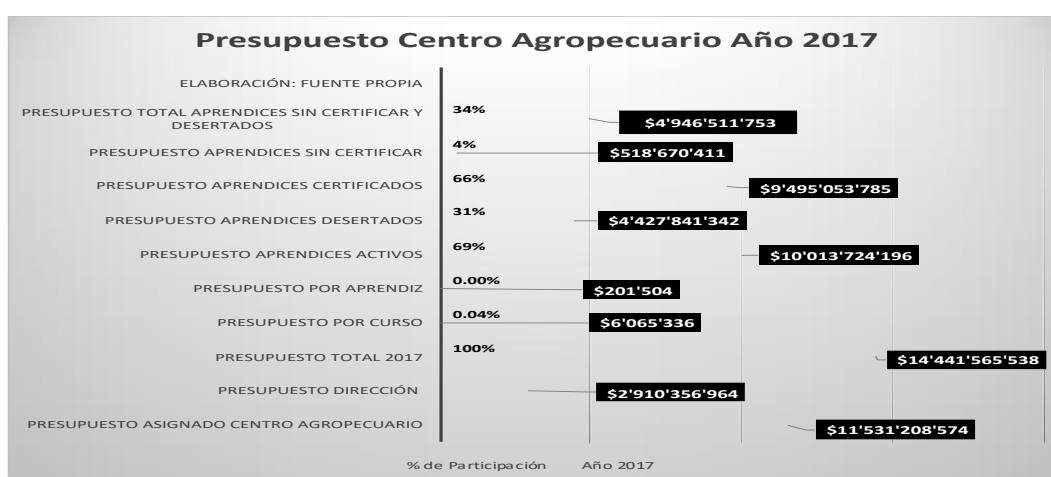 Presupuesto Centro Agropecuario Año 2017
ELABORACIÓN: FUENTE PROPIA
PRESUPUESTO TOTAL APRENDICES SIN CERTIFICAR Y
DESERTADOS
34%
$4'946'511'753
PRESUPUESTO APRENDICES SIN CERTIFICAR
4%
$518'670'411
PRESUPUESTO APRENDICES CERTIFICADOS
66%
$9'495'053'785
PRESUPUESTO APRENDICES DESERTADOS
31%
$4'427'841'342
PRESUPUESTO APRENDICES ACTIVOS
69%
$10'013'724'196
PRESUPUESTO POR APRENDIZ
0.00%
$201'504
PRESUPUESTO POR CURSO
0.04%
$6'065'336
PRESUPUESTO TOTAL 2017
100%
$14'441'565'538
PRESUPUESTO DIRECCIÓN
$2'910'356'964
PRESUPUESTO ASIGNADO CENTRO AGROPECUARIO
$11'531'208'574
% de Participación
Año 2017